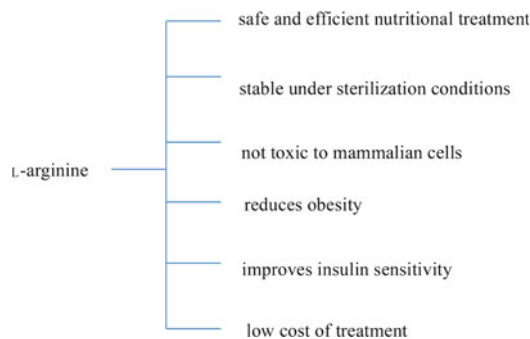 safe and efficient nutritional treatment
stable under sterilization conditions
not toxic to mammalian cells
L-arginine
reduces obesity
improves insulin sensitivity
low cost of treatment